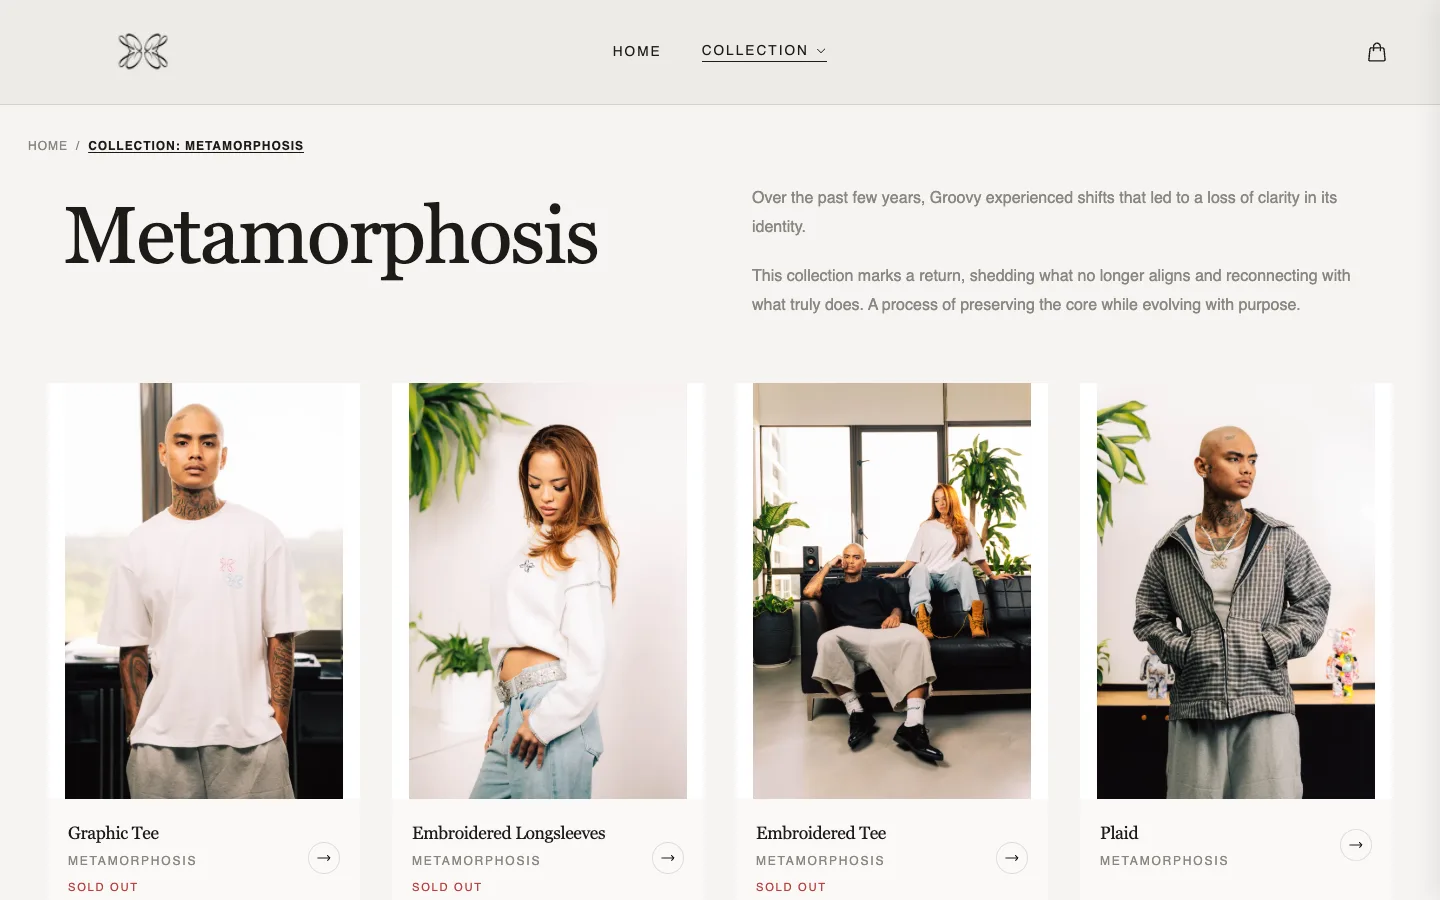 HOME
COLLECTION
HOME / COLLECTION: METAMORPHOSIS
Metamorphosis
Over the past few years, Groovy experienced shifts that led to a loss of clarity in its
identity.
This collection marks a return, shedding what no longer aligns and reconnecting with
what truly does. A process of preserving the core while evolving with purpose.
Graphic Tee
METAMORPHOSIS
SOLD OUT
Embroidered Longsleeves
METAMORPHOSIS
SOLD OUT
Embroidered Tee
METAMORPHOSIS
SOLD OUT
Plaid
METAMORPHOSIS